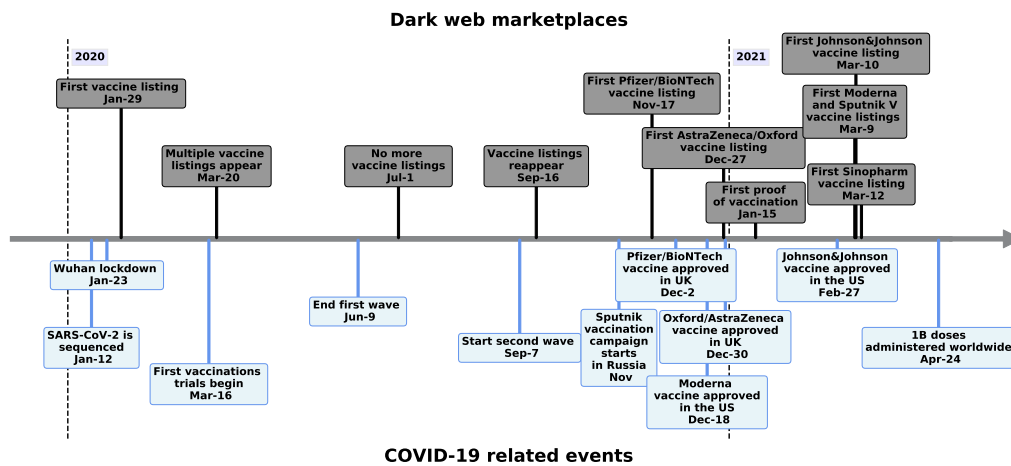 Dark web marketplaces
2020
2021
First vaccine listing
Jan-29
Multiple vaccine
listings appear
Mar-20
No more
vaccine listings
Jul-1
Vaccine listings
reappear
Sep-16
First Pfizer/BioNTech
vaccine listing
Nov-17
First AstraZeneca/Oxford
vaccine listing
Dec-27
First proof
of vaccination
Jan-15
First Johnson&Johnson
vaccine listing
Mar-10
First Moderna
and Sputnik V
vaccine listings
Mar-9
First Sinopharm
vaccine listing
Mar-12
Wuhan lockdown
Jan-23
SARS-CoV-2 is
sequenced
Jan-12
First vaccinations
trials begin
Mar-16
End first wave
Jun-9
Start second wave
Sep-7
Sputnik
vaccination
campaign
starts
in Russia
Nov
Pfizer/BioNTech
vaccine approved
in UK
Dec-2
Oxford/AstraZeneca
vaccine approved
in UK
Dec-30
Moderna
vaccine approved
in the US
Dec-18
Johnson&Johnson
vaccine approved
in the US
Feb-27
1B doses
administered worldwide
Apr-24
COVID-19 related events